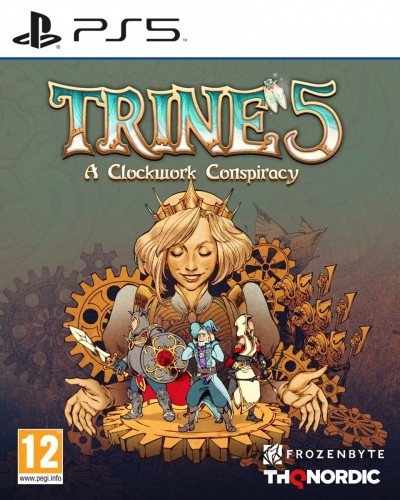 PS5
TRINE 5
A Clockwork Conspiracy
12
www.pegi.info
FROZENBYTE
THQNORDIC